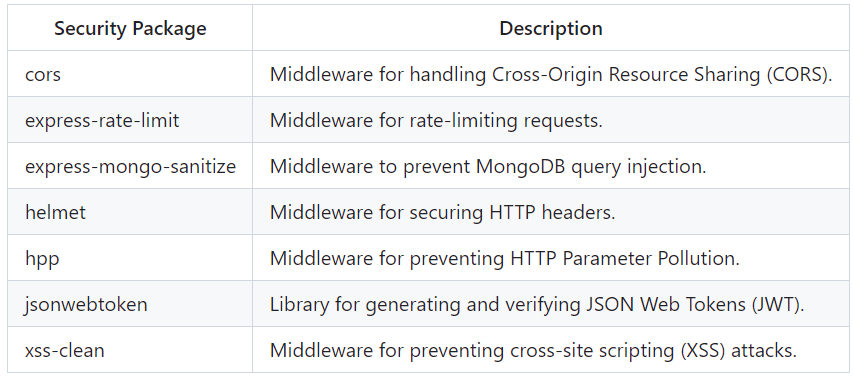 Security Package Description
cors Middleware for handling Cross-Origin Resource Sharing (CORS).
express-rate-limit Middleware for rate-limiting requests.
express-mongo-sanitize Middleware to prevent MongoDB query injection.
helmet Middleware for securing HTTP headers.
hpp Middleware for preventing HTTP Parameter Pollution.
jsonwebtoken Library for generating and verifying JSON Web Tokens (JWT).
xss-clean Middleware for preventing cross-site scripting (XSS) attacks.